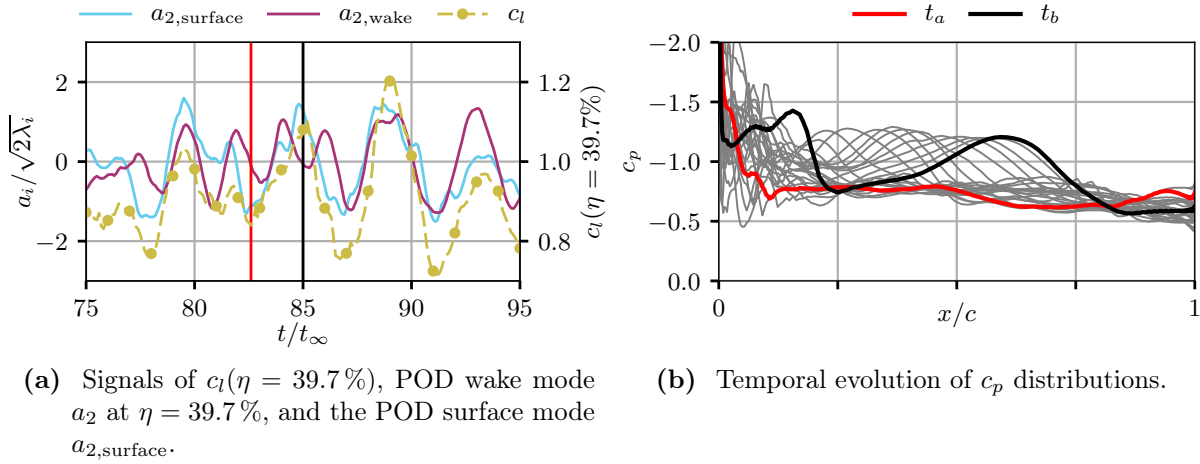 a₂,surface a₂,wake cₗ
2
0
−2
aᵢ/√2λᵢ
1.2
1.0
0.8
cₗ(η = 39.7%)
75 80 85 90 95
t/t∞
tₐ t_b
−2.0
−1.5
−1.0
−0.5
0.0
cₚ
0 1
x/c
(a) Signals of cₗ(η = 39.7 %), POD wake mode
a₂ at η = 39.7 %, and the POD surface mode
a₂,surface.
(b) Temporal evolution of cₚ distributions.